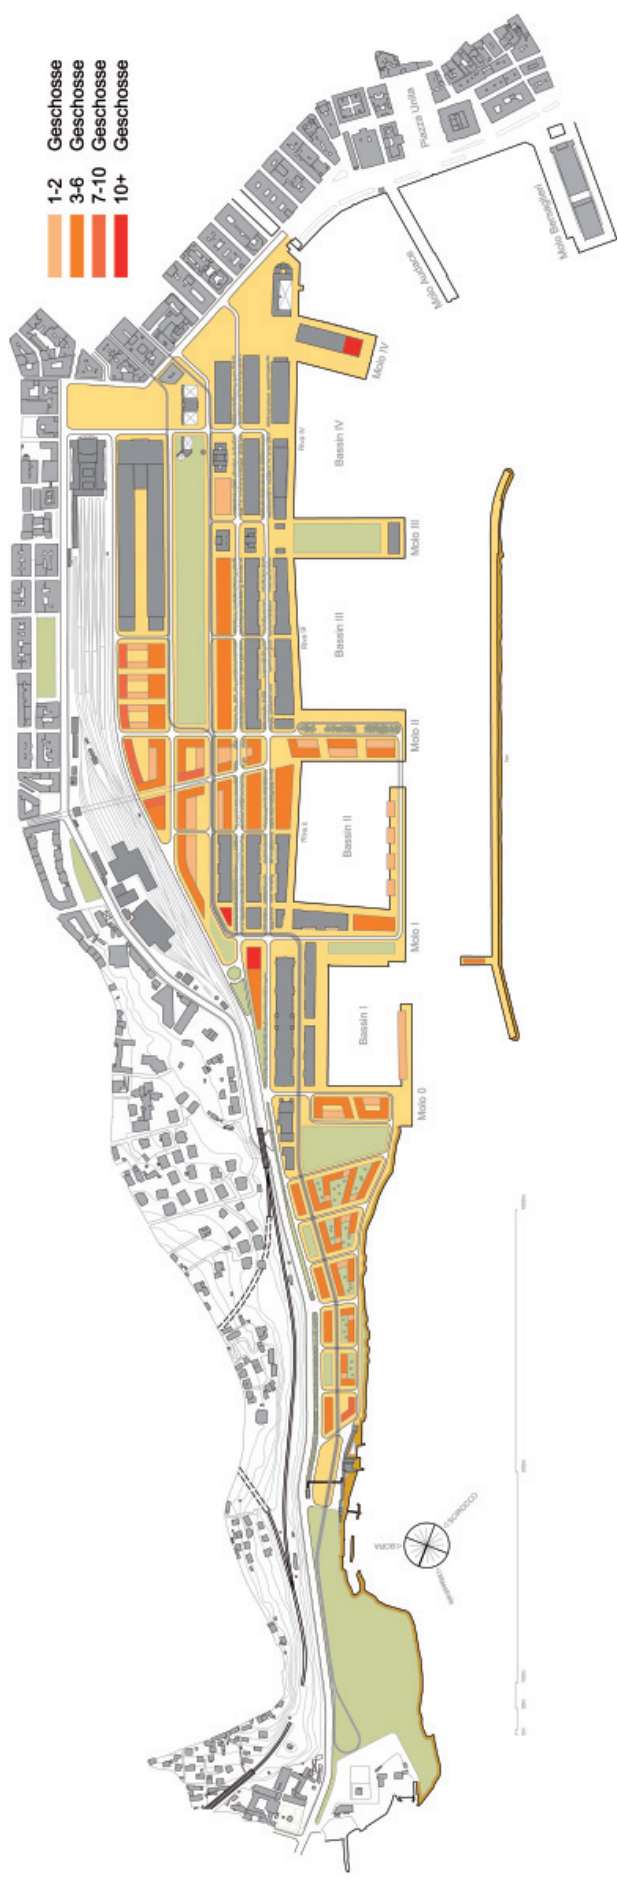 1-2 Geschosse
3-6 Geschosse
7-10 Geschosse
10+ Geschosse
Piazza Unita
Molo Bersaglieri
Molo Audace
Molo IV
Riva IV
Bassin IV
Molo III
Riva III
Bassin III
Molo II
Riva II
Bassin II
Molo I
Bassin I
Molo 0
BORA
SCIROCCO